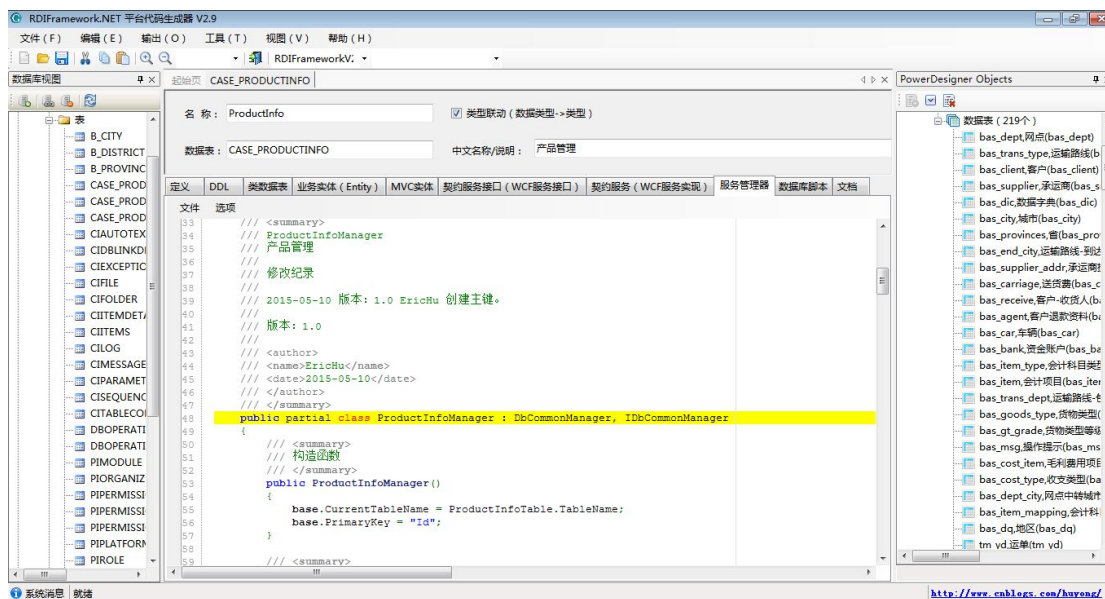 RDIFramework.NET 平台代码生成器 V2.9
文件(F) 编辑(E) 输出(O) 工具(T) 视图(V) 帮助(H)
RDIFrameworkV:
数据库视图
表
B_CITY
B_DISTRICT
B_PROVINC
CASE_PROD
CASE_PROD
CASE_PROD
CIAUTOTEX
CIDBLINKD
CIEXCEPTIC
CIFILE
CIFOLDER
CIITEMDET
CIITEMS
CILOG
CIMESSAGE
CIPARAMET
CISEQUENC
CITABLECO
DBOPERATI
DBOPERATI
PIMODULE
PIORGANIZ
PIPERMISSI
PIPERMISSI
PIPERMISSI
PIPLATFORM
PIROLE
起始页 CASE_PRODUCTINFO
名 称: ProductInfo
类型联动(数据类型->类型)
数据表: CASE_PRODUCTINFO
中文名称/说明: 产品管理
定义 DDL 类数据表 业务实体(Entity) MVC实体 契约服务接口(WCF服务接口) 契约服务(WCF服务实现) 服务管理器 数据库脚本 文档
文件 选项
33 /// <summary>
34 /// ProductInfoManager
35 /// 产品管理
36 ///
37 /// 修改纪录
38 ///
39 /// 2015-05-10 版本: 1.0 EricHu 创建主键。
40 ///
41 /// 版本: 1.0
42 ///
43 /// <author>
44 /// <name>EricHu</name>
45 /// <date>2015-05-10</date>
46 /// </author>
47 /// </summary>
48 public partial class ProductInfoManager : DbCommonManager, IDbCommonManager
49 {
50 /// <summary>
51 /// 构造函数
52 /// </summary>
53 public ProductInfoManager()
54 {
55 base.CurrentTableName = ProductInfoTable.TableName;
56 base.PrimaryKey = "Id";
57 }
58
59 /// <summary>
PowerDesigner Objects
数据表(219个)
bas_dept,网点(bas_dept)
bas_trans_type,运输路线(b
bas_client,客户(bas_client)
bas_supplier,承运商(bas_s
bas_dic,数据字典(bas_dic)
bas_city,城市(bas_city)
bas_provinces,省(bas_pro
bas_end_city,运输路线-到达
bas_supplier_addr,承运商
bas_carriage,送货费(bas_c
bas_receive,客户-收货人(b
bas_agent,客户退款资料(b
bas_car,车辆(bas_car)
bas_bank,资金账户(bas_ba
bas_item_type,会计科目类
bas_item,会计项目(bas_iter
bas_trans_dept,运输路线-
bas_goods_type,货物类型(
bas_gt_grade,货物类型等级
bas_msg,操作提示(bas_ms
bas_cost_item,毛利费用项
bas_cost_type,收支类型(ba
bas_dept_city,网点中转城市
bas_item_mapping,会计科
bas_dq,地区(bas_dq)
tm_yd,运单(tm_yd)
系统消息 就绪
http://www.cnblogs.com/huyong/